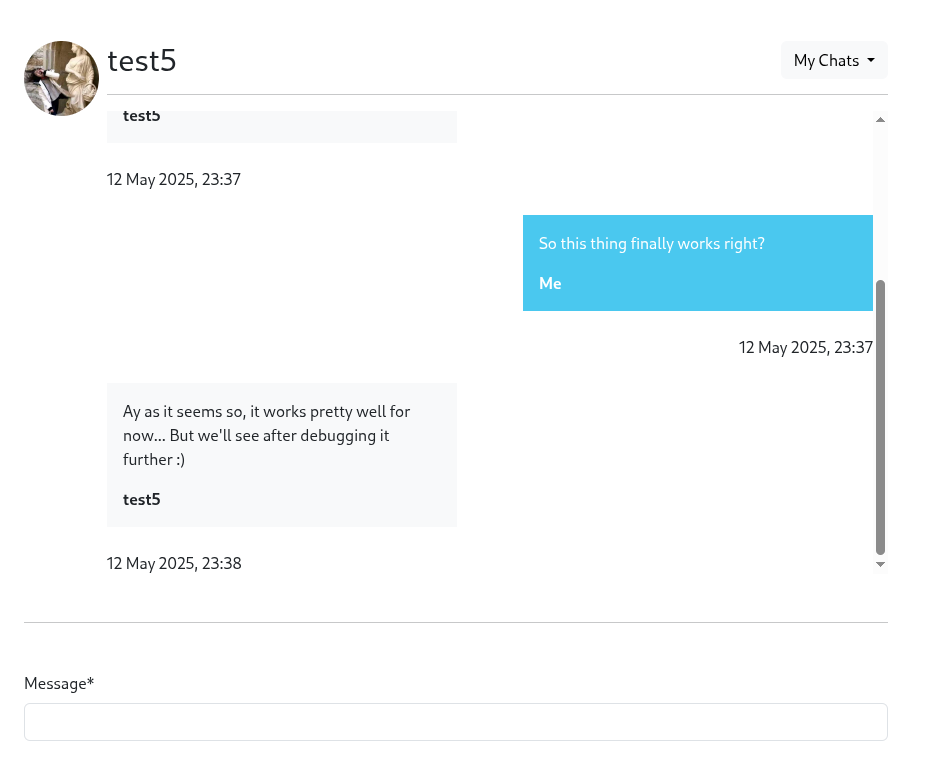 test5
My Chats
test5
12 May 2025, 23:37
So this thing finally works right?
Me
12 May 2025, 23:37
Ay as it seems so, it works pretty well for
now... But we'll see after debugging it
further :)
test5
12 May 2025, 23:38
Message*